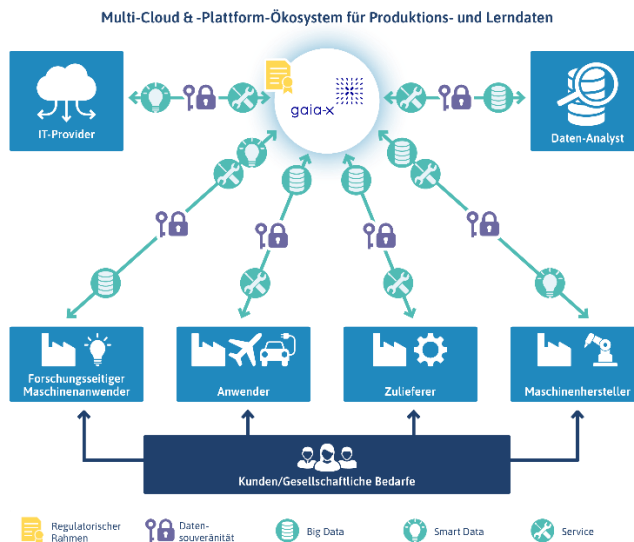 Multi-Cloud & -Plattform-Ökosystem für Produktions- und Lerndaten
gaia-x
IT-Provider
Daten-Analyst
Forschungsseitiger
Maschinenanwender
Anwender
Zulieferer
Maschinenhersteller
Kunden/Gesellschaftliche Bedarfe
Regulatorischer
Rahmen
Daten-
souveränität
Big Data
Smart Data
Service